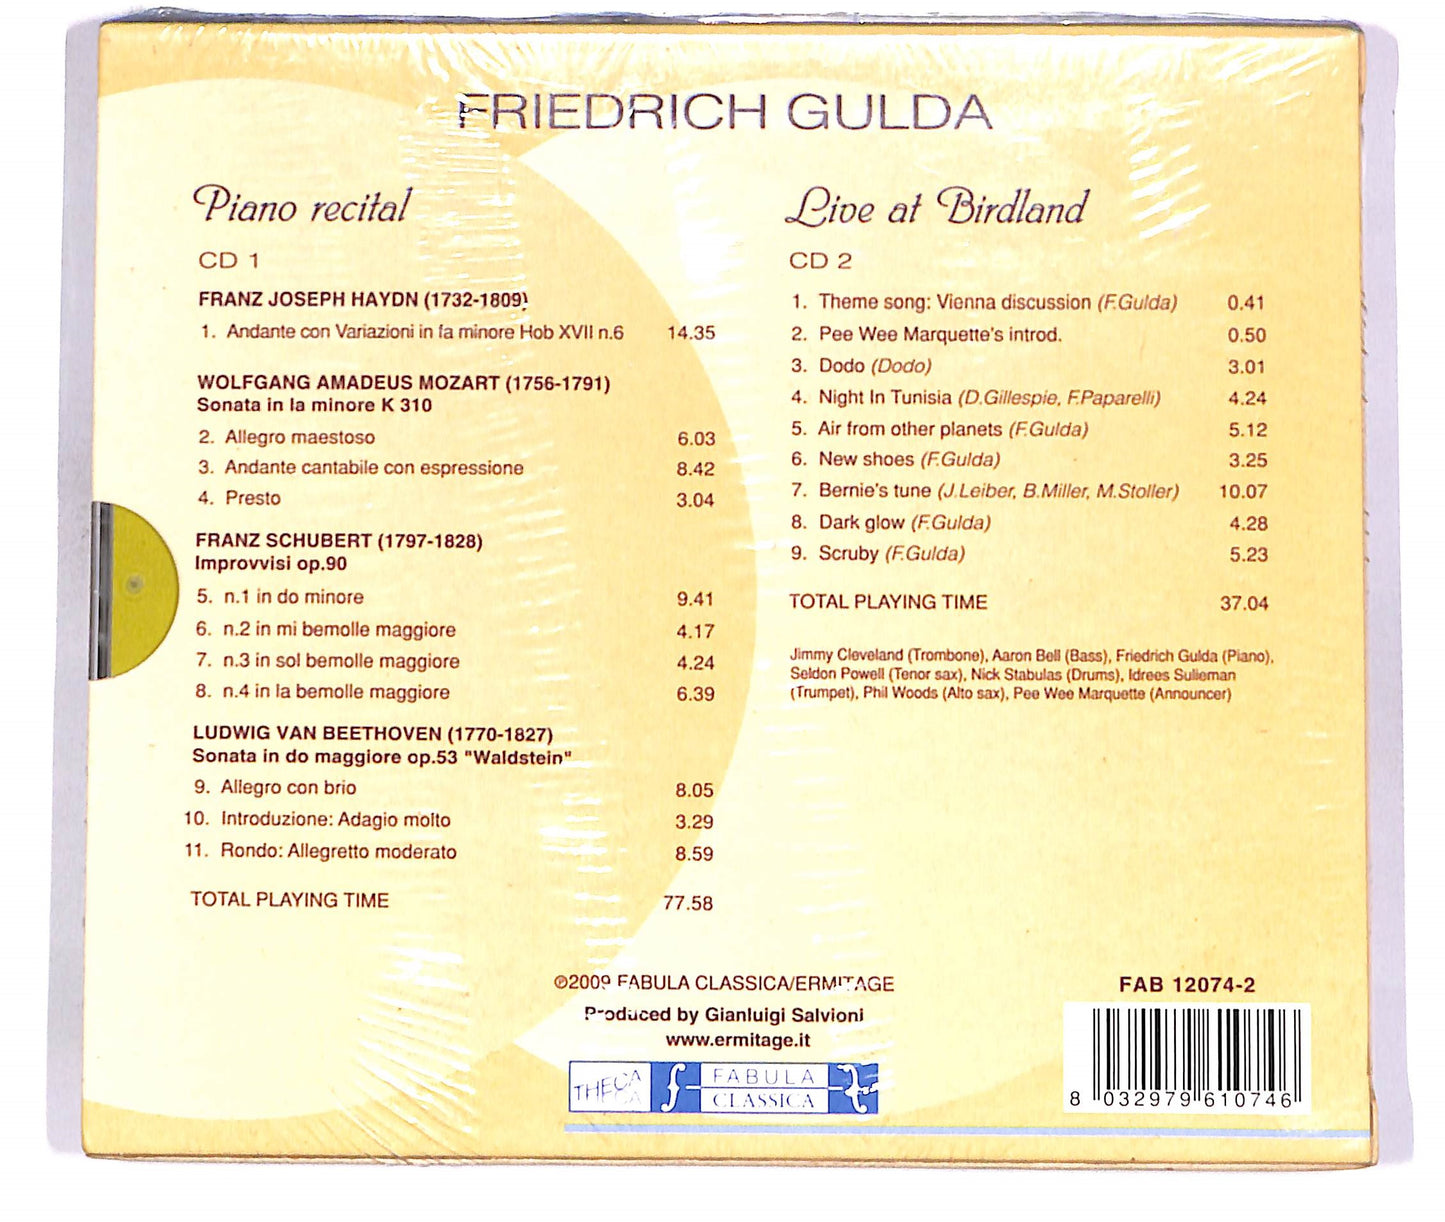 FRIEDRICH GULDA
Piano recital
CD 1
FRANZ JOSEPH HAYDN (1732-1809)
1. Andante con Variazioni in fa minore Hob XVII n.6 14.35
WOLFGANG AMADEUS MOZART (1756-1791)
Sonata in la minore K 310
2. Allegro maestoso 6.03
3. Andante cantabile con espressione 8.42
4. Presto 3.04
FRANZ SCHUBERT (1797-1828)
Improvvisi op.90
5. n.1 in do minore 9.41
6. n.2 in mi bemolle maggiore 4.17
7. n.3 in sol bemolle maggiore 4.24
8. n.4 in la bemolle maggiore 6.39
LUDWIG VAN BEETHOVEN (1770-1827)
Sonata in do maggiore op.53 "Waldstein"
9. Allegro con brio 8.05
10. Introduzione: Adagio molto 3.29
11. Rondo: Allegretto moderato 8.59
TOTAL PLAYING TIME 77.58
Live at Birdland
CD 2
1. Theme song: Vienna discussion (F.Gulda) 0.41
2. Pee Wee Marquette's introd. 0.50
3. Dodo (Dodo) 3.01
4. Night In Tunisia (D.Gillespie, F.Paparelli) 4.24
5. Air from other planets (F.Gulda) 5.12
6. New shoes (F.Gulda) 3.25
7. Bernie's tune (J.Leiber, B.Miller, M.Stoller) 10.07
8. Dark glow (F.Gulda) 4.28
9. Scruby (F.Gulda) 5.23
TOTAL PLAYING TIME 37.04
Jimmy Cleveland (Trombone), Aaron Bell (Bass), Friedrich Gulda (Piano),
Seldon Powell (Tenor sax), Nick Stabulas (Drums), Idrees Sulieman
(Trumpet), Phil Woods (Alto sax), Pee Wee Marquette (Announcer)
℗2009 FABULA CLASSICA/ERMITAGE
Produced by Gianluigi Salvioni
www.ermitage.it
THECA
FABULA
CLASSICA
FAB 12074-2
8 032979 610746